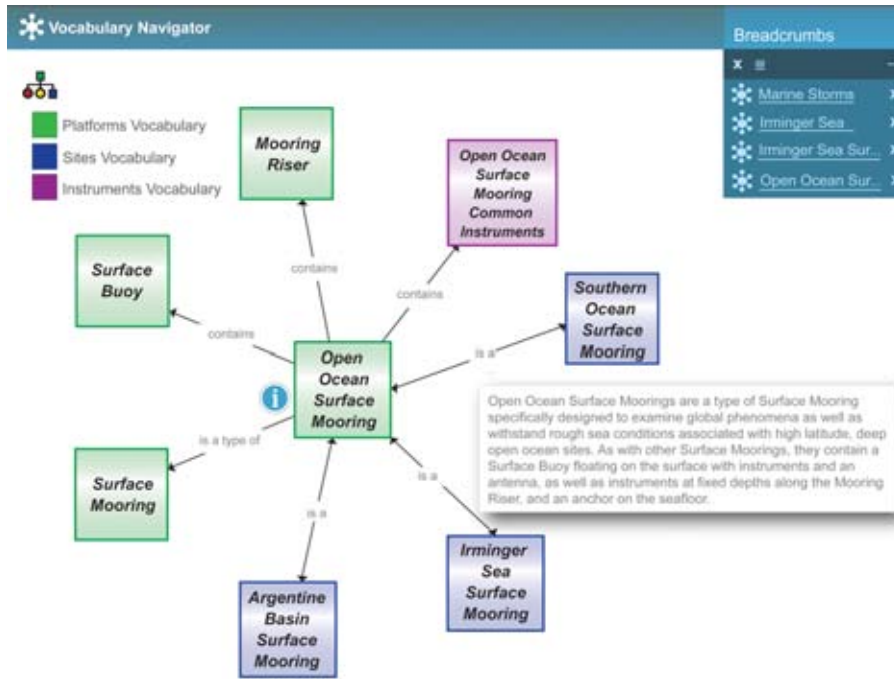 Vocabulary Navigator
Breadcrumbs
x
Marine Storms
Irminger Sea
Irminger Sea Sur...
Open Ocean Sur...
Platforms Vocabulary
Sites Vocabulary
Instruments Vocabulary
Mooring
Riser
Open Ocean
Surface
Mooring
Common
Instruments
contains
contains
Surface
Buoy
contains
Southern
Ocean
Surface
Mooring
is a
Open
Ocean
Surface
Mooring
i
is a type of
Surface
Mooring
Open Ocean Surface Moorings are a type of Surface Mooring
specifically designed to examine global phenomena as well as
withstand rough sea conditions associated with high latitude, deep
open ocean sites. As with other Surface Moorings, they contain a
Surface Buoy floating on the surface with instruments and an
antenna, as well as instruments at fixed depths along the Mooring
Riser, and an anchor on the seafloor.
is a
is a
Argentine
Basin
Surface
Mooring
Irminger
Sea
Surface
Mooring